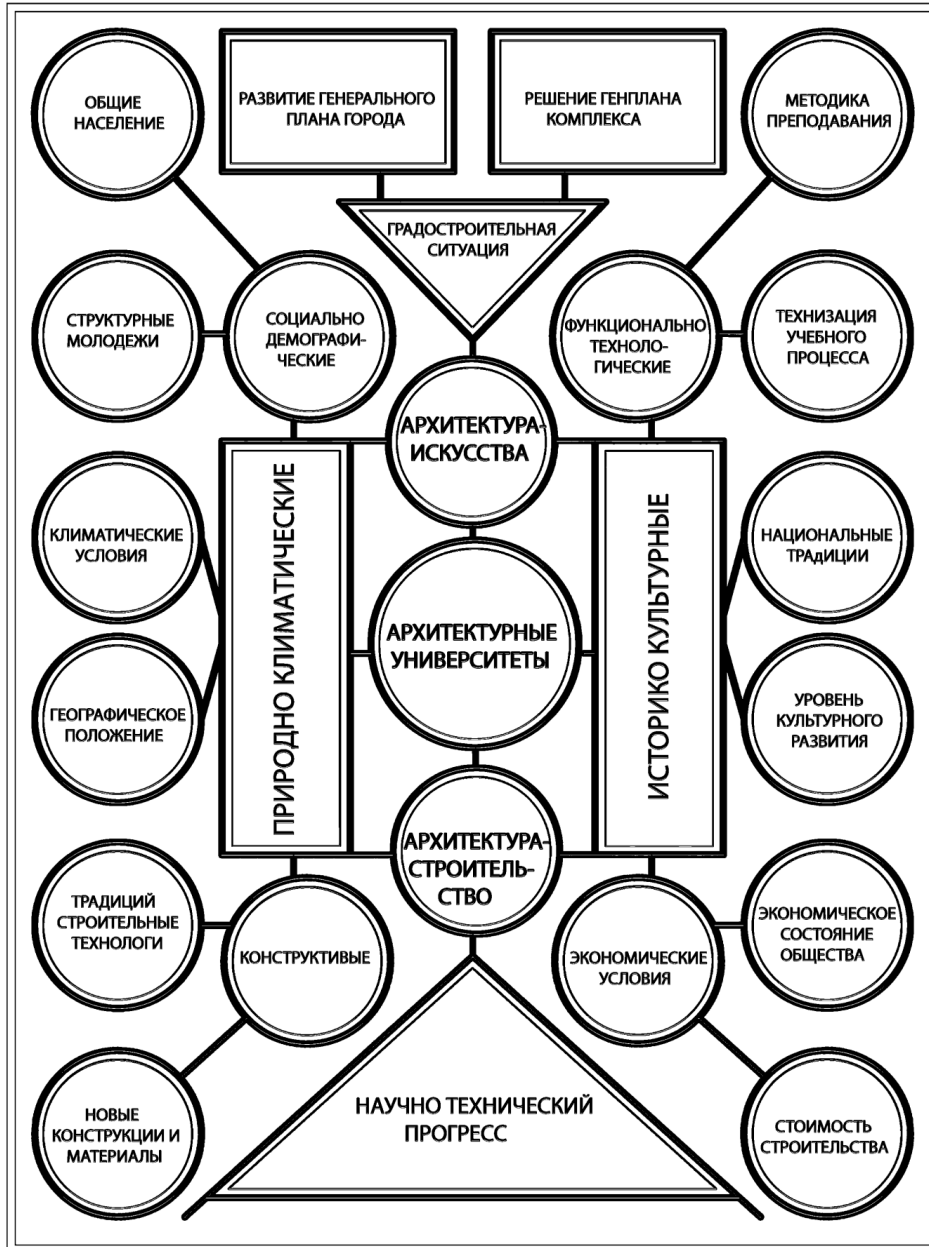 ОБЩИЕ
НАСЕЛЕНИЕ
РАЗВИТИЕ ГЕНЕРАЛЬНОГО
ПЛАНА ГОРОДА
РЕШЕНИЕ ГЕНПЛАНА
КОМПЛЕКСА
МЕТОДИКА
ПРЕПОДАВАНИЯ
ГРАДОСТРОИТЕЛЬНАЯ
СИТУАЦИЯ
СТРУКТУРНЫЕ
МОЛОДЕЖИ
СОЦИАЛЬНО
ДЕМОГРАФИ-
ЧЕСКИЕ
ФУНКЦИОНАЛЬНО
ТЕХНОЛО-
ГИЧЕСКИЕ
ТЕХНИЗАЦИЯ
УЧЕБНОГО
ПРОЦЕССА
АРХИТЕКТУРА-
ИСКУССТВА
ПРИРОДНО КЛИМАТИЧЕСКИЕ
ИСТОРИКО КУЛЬТУРНЫЕ
КЛИМАТИЧЕСКИЕ
УСЛОВИЯ
НАЦИОНАЛЬНЫЕ
ТРАдИЦИИ
АРХИТЕКТУРНЫЕ
УНИВЕРСИТЕТЫ
ГЕОГРАФИЧЕСКОЕ
ПОЛОЖЕНИЕ
УРОВЕНЬ
КУЛЬТУРНОГО
РАЗВИТИЯ
АРХИТЕКТУРА-
СТРОИТЕЛЬ-
СТВО
ТРАДИЦИЙ
СТРОИТЕЛЬНЫЕ
ТЕХНОЛОГИ
КОНСТРУКТИВЫЕ
ЭКОНОМИЧЕСКИЕ
УСЛОВИЯ
ЭКОНОМИЧЕСКОЕ
СОСТОЯНИЕ
ОБЩЕСТВА
НОВЫЕ
КОНСТРУКЦИИ И
МАТЕРИАЛЫ
НАУЧНО ТЕХНИЧЕСКИЙ
ПРОГРЕСС
СТОИМОСТЬ
СТРОИТЕЛЬСТВА